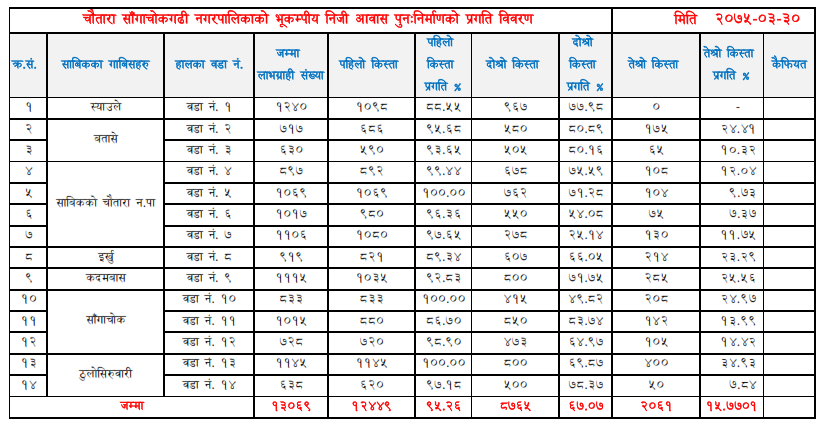 चौतारा साँगाचोकगढी नगरपालिकाको भूकम्पीय निजी आवास पुनःनिर्माणको प्रगति विवरण मिति २०७५-०३-३०
क्र.सं. साबिकका गाबिसहरु हालका वडा नं. जम्मा लाभग्राही संख्या पहिलो किस्ता पहिलो किस्ता प्रगति % दोश्रो किस्ता दोश्रो किस्ता प्रगति % तेश्रो किस्ता तेश्रो किस्ता प्रगति % कैफियत
१ स्याउले वडा नं. १ १२४० १०९८ ८८.५५ ९६७ ७७.९८ ० -
२ बतासे वडा नं. २ ७१७ ६८६ ९५.६८ ५८० ८०.८९ १७५ २४.४१
३ वडा नं. ३ ६३० ५९० ९३.६५ ५०५ ८०.१६ ६५ १०.३२
४ साबिकको चौतारा न.पा वडा नं. ४ ८९७ ८९२ ९९.४४ ६७८ ७५.५९ १०८ १२.०४
५ वडा नं. ५ १०६९ १०६९ १००.०० ७६२ ७१.२८ १०४ ९.७३
६ वडा नं. ६ १०१७ ९८० ९६.३६ ५५० ५४.०८ ७५ ७.३७
७ वडा नं. ७ ११०६ १०८० ९७.६५ २७८ २५.१४ १३० ११.७५
८ इर्खु वडा नं. ८ ९१९ ८२१ ८९.३४ ६०७ ६६.०५ २१४ २३.२९
९ कदमबास वडा नं. ९ १११५ १०३५ ९२.८३ ८०० ७१.७५ २८५ २५.५६
१० साँगाचोक वडा नं. १० ८३३ ८३३ १००.०० ४१५ ४९.८२ २०८ २४.९७
११ वडा नं. ११ १०१५ ८८० ८६.७० ८५० ८३.७४ १४२ १३.९९
१२ वडा नं. १२ ७२८ ७२० ९८.९० ४७३ ६४.९७ १०५ १४.४२
१३ ठुलोसिरुबारी वडा नं. १३ ११४५ ११४५ १००.०० ८०० ६९.८७ ४०० ३४.९३
१४ वडा नं. १४ ६३८ ६२० ९७.१८ ५०० ७८.३७ ५० ७.८४
जम्मा १३०६९ १२४४९ ९५.२६ ८७६५ ६७.०७ २०६१ १५.७७०१